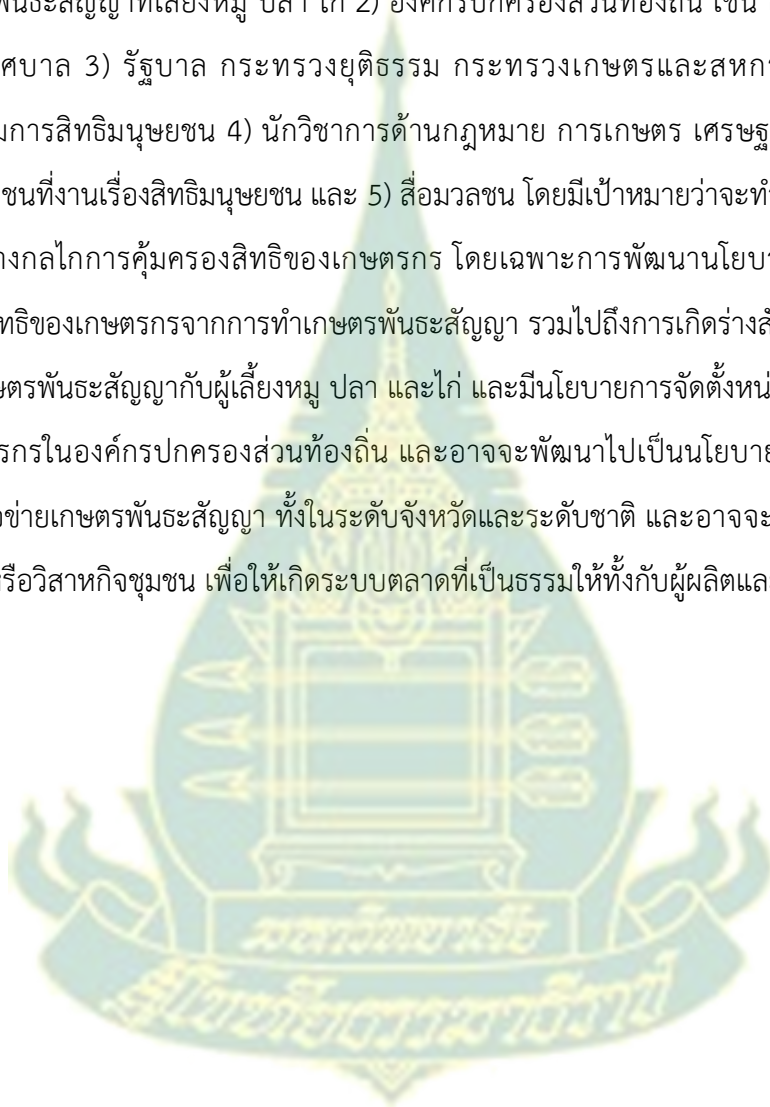 พันธะสัญญาที่เลี้ยงหมู ปลา ไก่ 2) องค์กรปกครองส่วนท้องถิ่น เช่น
ศบาล 3) รัฐบาล กระทรวงยุติธรรม กระทรวงเกษตรและสหก
มการสิทธิมนุษยชน 4) นักวิชาการด้านกฎหมาย การเกษตร เศรษฐ
ชนที่งานเรื่องสิทธิมนุษยชน และ 5) สื่อมวลชน โดยมีเป้าหมายว่าจะทำ
างกลไกการคุ้มครองสิทธิของเกษตรกร โดยเฉพาะการพัฒนานโยบา
ทธิของเกษตรกรจากการทำเกษตรพันธะสัญญา รวมไปถึงการเกิดร่างสั
ษตรพันธะสัญญากับผู้เลี้ยงหมู ปลา และไก่ และมีนโยบายการจัดตั้งหน่
รกรในองค์กรปกครองส่วนท้องถิ่น และอาจจะพัฒนาไปเป็นนโยบาย
อข่ายเกษตรพันธะสัญญา ทั้งในระดับจังหวัดและระดับชาติ และอาจจะ
หรือวิสาหกิจชุมชน เพื่อให้เกิดระบบตลาดที่เป็นธรรมให้ทั้งกับผู้ผลิตแล
มหาวิทยาลัย
สุโขทัยธรรมาธิราช